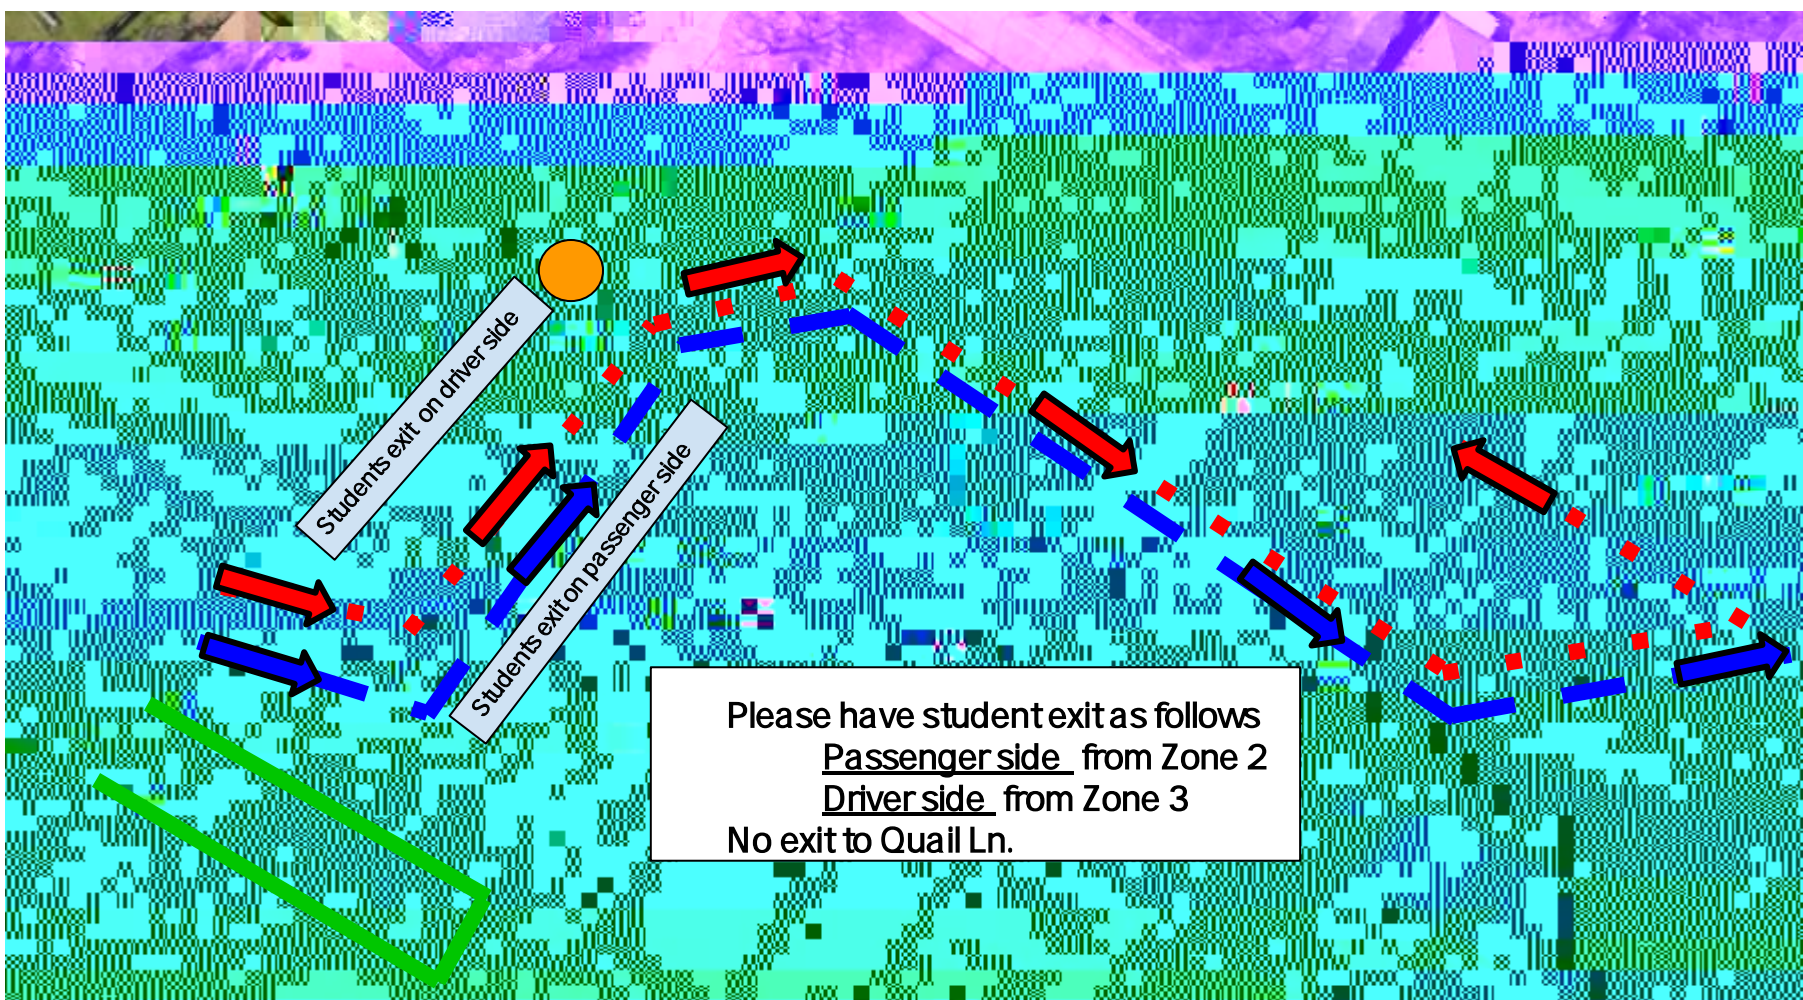 Students exit on driver side
Students exit on passenger side
Please have student exit as follows
Passenger side from Zone 2
Driver side from Zone 3
No exit to Quail Ln.